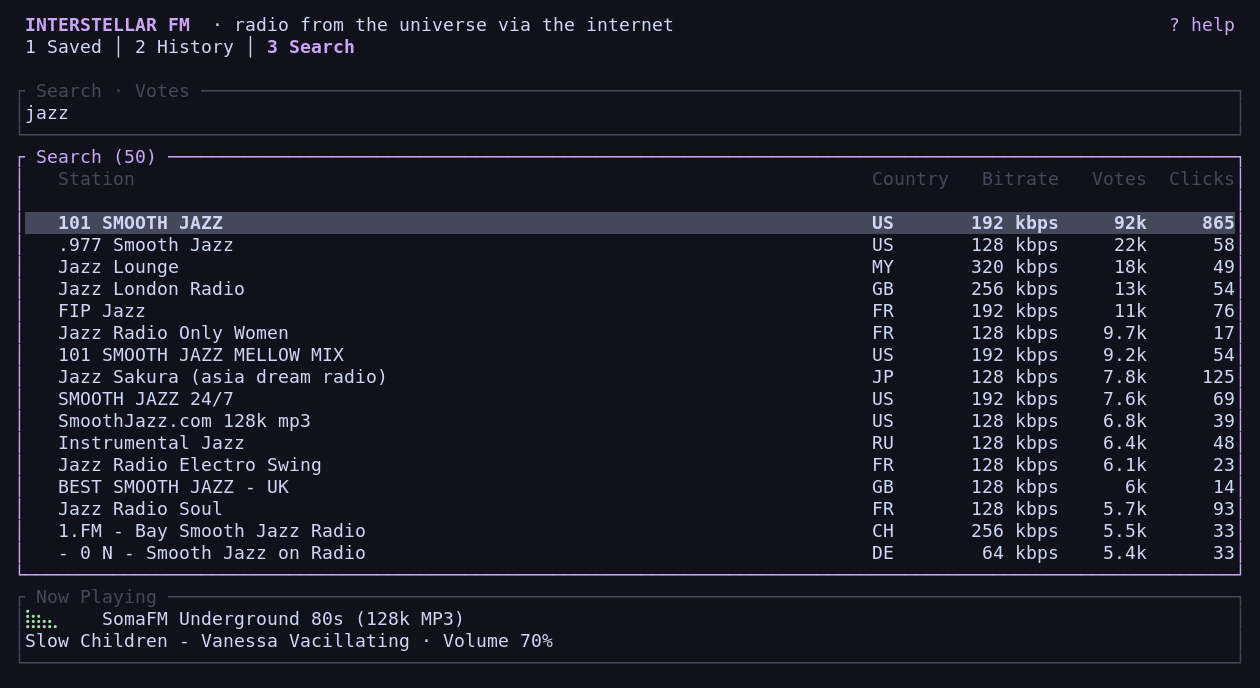 INTERSTELLAR FM · radio from the universe via the internet ? help
1 Saved │ 2 History │ 3 Search
Search · Votes
jazz
Search (50)
Station Country Bitrate Votes Clicks
101 SMOOTH JAZZ US 192 kbps 92k 865
.977 Smooth Jazz US 128 kbps 22k 58
Jazz Lounge MY 320 kbps 18k 49
Jazz London Radio GB 256 kbps 13k 54
FIP Jazz FR 192 kbps 11k 76
Jazz Radio Only Women FR 128 kbps 9.7k 17
101 SMOOTH JAZZ MELLOW MIX US 192 kbps 9.2k 54
Jazz Sakura (asia dream radio) JP 128 kbps 7.8k 125
SMOOTH JAZZ 24/7 US 192 kbps 7.6k 69
SmoothJazz.com 128k mp3 US 128 kbps 6.8k 39
Instrumental Jazz RU 128 kbps 6.4k 48
Jazz Radio Electro Swing FR 128 kbps 6.1k 23
BEST SMOOTH JAZZ - UK GB 128 kbps 6k 14
Jazz Radio Soul FR 128 kbps 5.7k 93
1.FM - Bay Smooth Jazz Radio CH 256 kbps 5.5k 33
- 0 N - Smooth Jazz on Radio DE 64 kbps 5.4k 33
Now Playing
SomaFM Underground 80s (128k MP3)
Slow Children - Vanessa Vacillating · Volume 70%